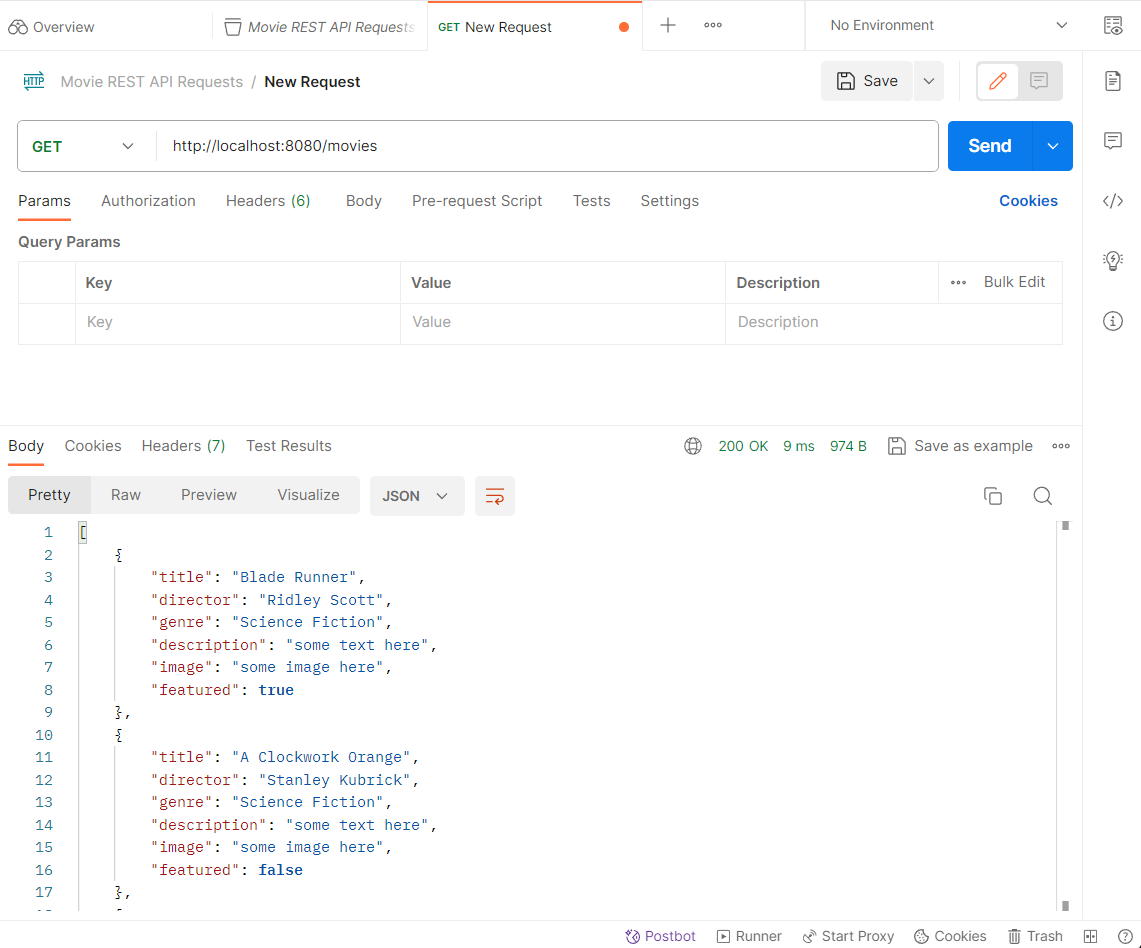 Overview
Movie REST API Requests
GET New Request
No Environment
HTTP
Movie REST API Requests / New Request
Save
GET
http://localhost:8080/movies
Send
Params Authorization Headers (6) Body Pre-request Script Tests Settings Cookies
Query Params
Key Value Description Bulk Edit
Key Value Description
Body Cookies Headers (7) Test Results 200 OK 9 ms 974 B Save as example
Pretty Raw Preview Visualize JSON
1 [
2 {
3 "title": "Blade Runner",
4 "director": "Ridley Scott",
5 "genre": "Science Fiction",
6 "description": "some text here",
7 "image": "some image here",
8 "featured": true
9 },
10 {
11 "title": "A Clockwork Orange",
12 "director": "Stanley Kubrick",
13 "genre": "Science Fiction",
14 "description": "some text here",
15 "image": "some image here",
16 "featured": false
17 },
Postbot Runner Start Proxy Cookies Trash